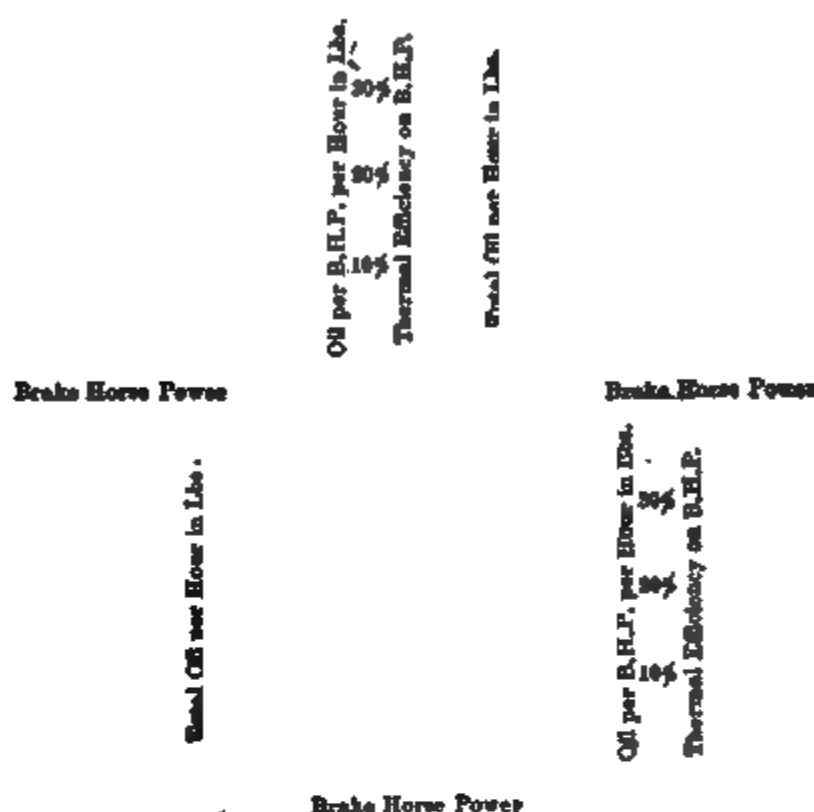 Oil per B.H.P. per Hour in Lbs.
30%
20%
10%
Thermal Efficiency on B.H.P.
Total Oil per Hour in Lbs.
Brake Horse Power
Brake Horse Power
Total Oil per Hour in Lbs.
Oil per B.H.P. per Hour in Lbs.
30%
20%
10%
Thermal Efficiency on B.H.P.
Brake Horse Power